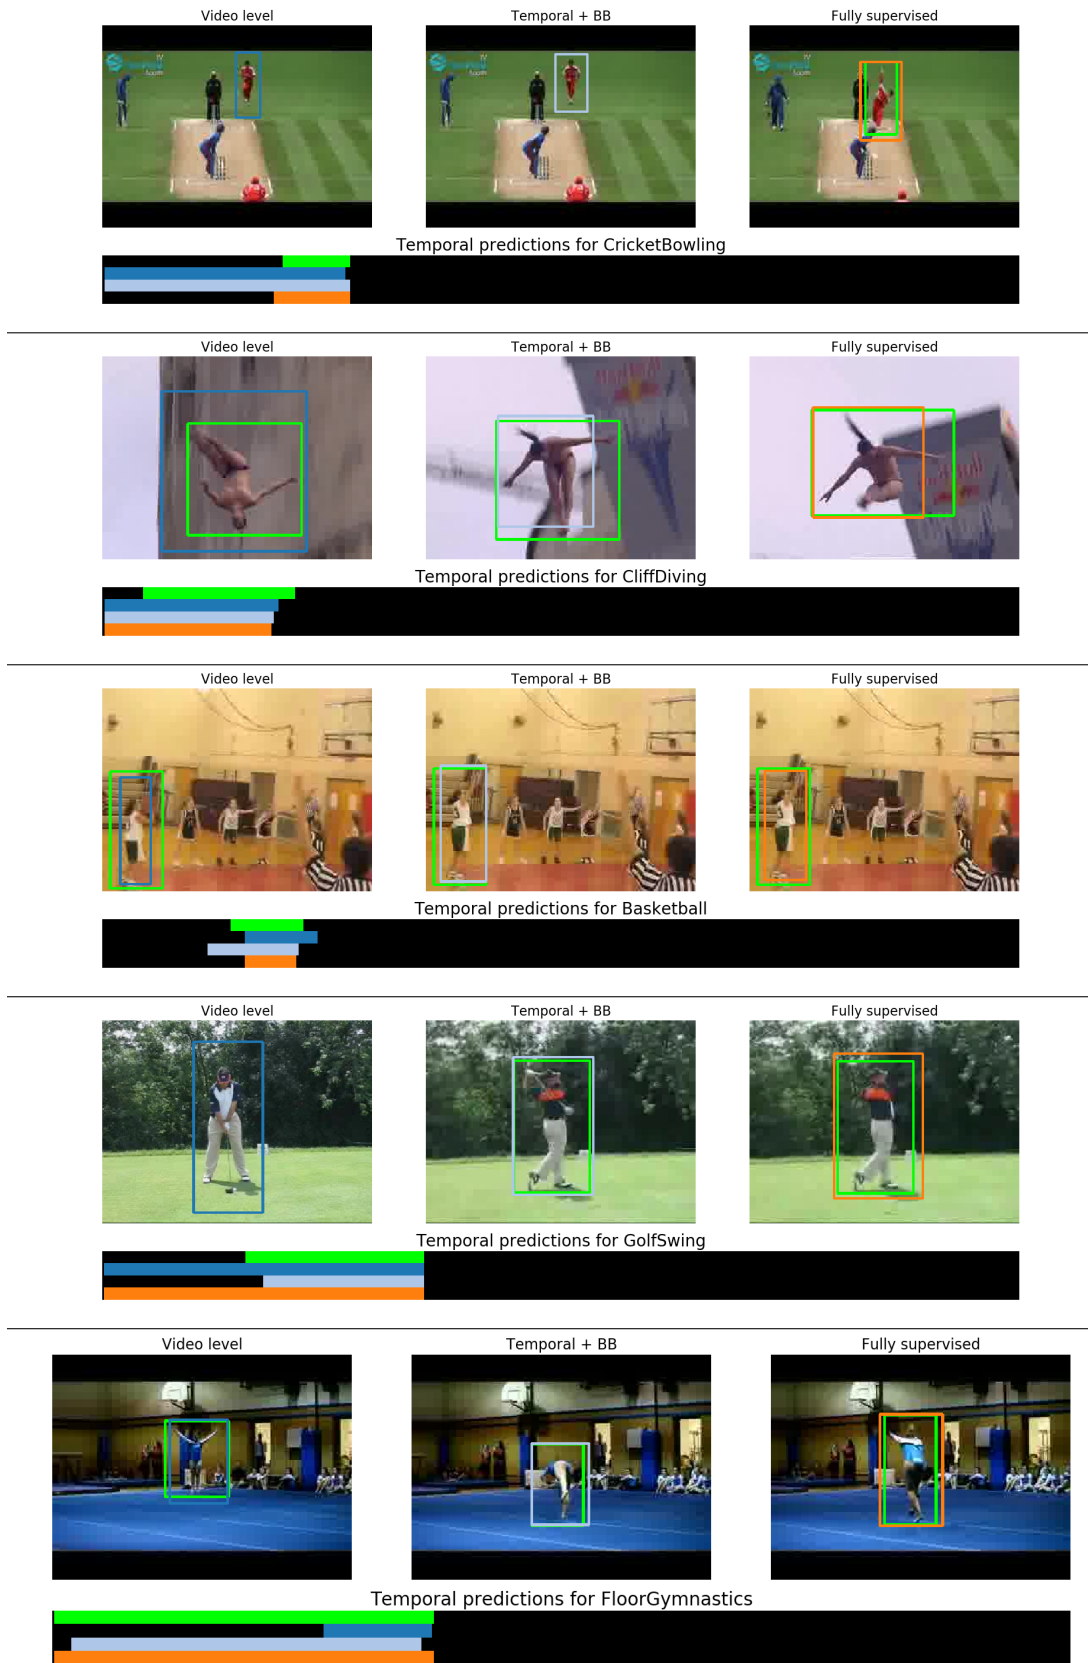 Video level Temporal + BB Fully supervised
Temporal predictions for CricketBowling
Video level Temporal + BB Fully supervised
Temporal predictions for CliffDiving
Video level Temporal + BB Fully supervised
Temporal predictions for Basketball
Video level Temporal + BB Fully supervised
Temporal predictions for GolfSwing
Video level Temporal + BB Fully supervised
Temporal predictions for FloorGymnastics